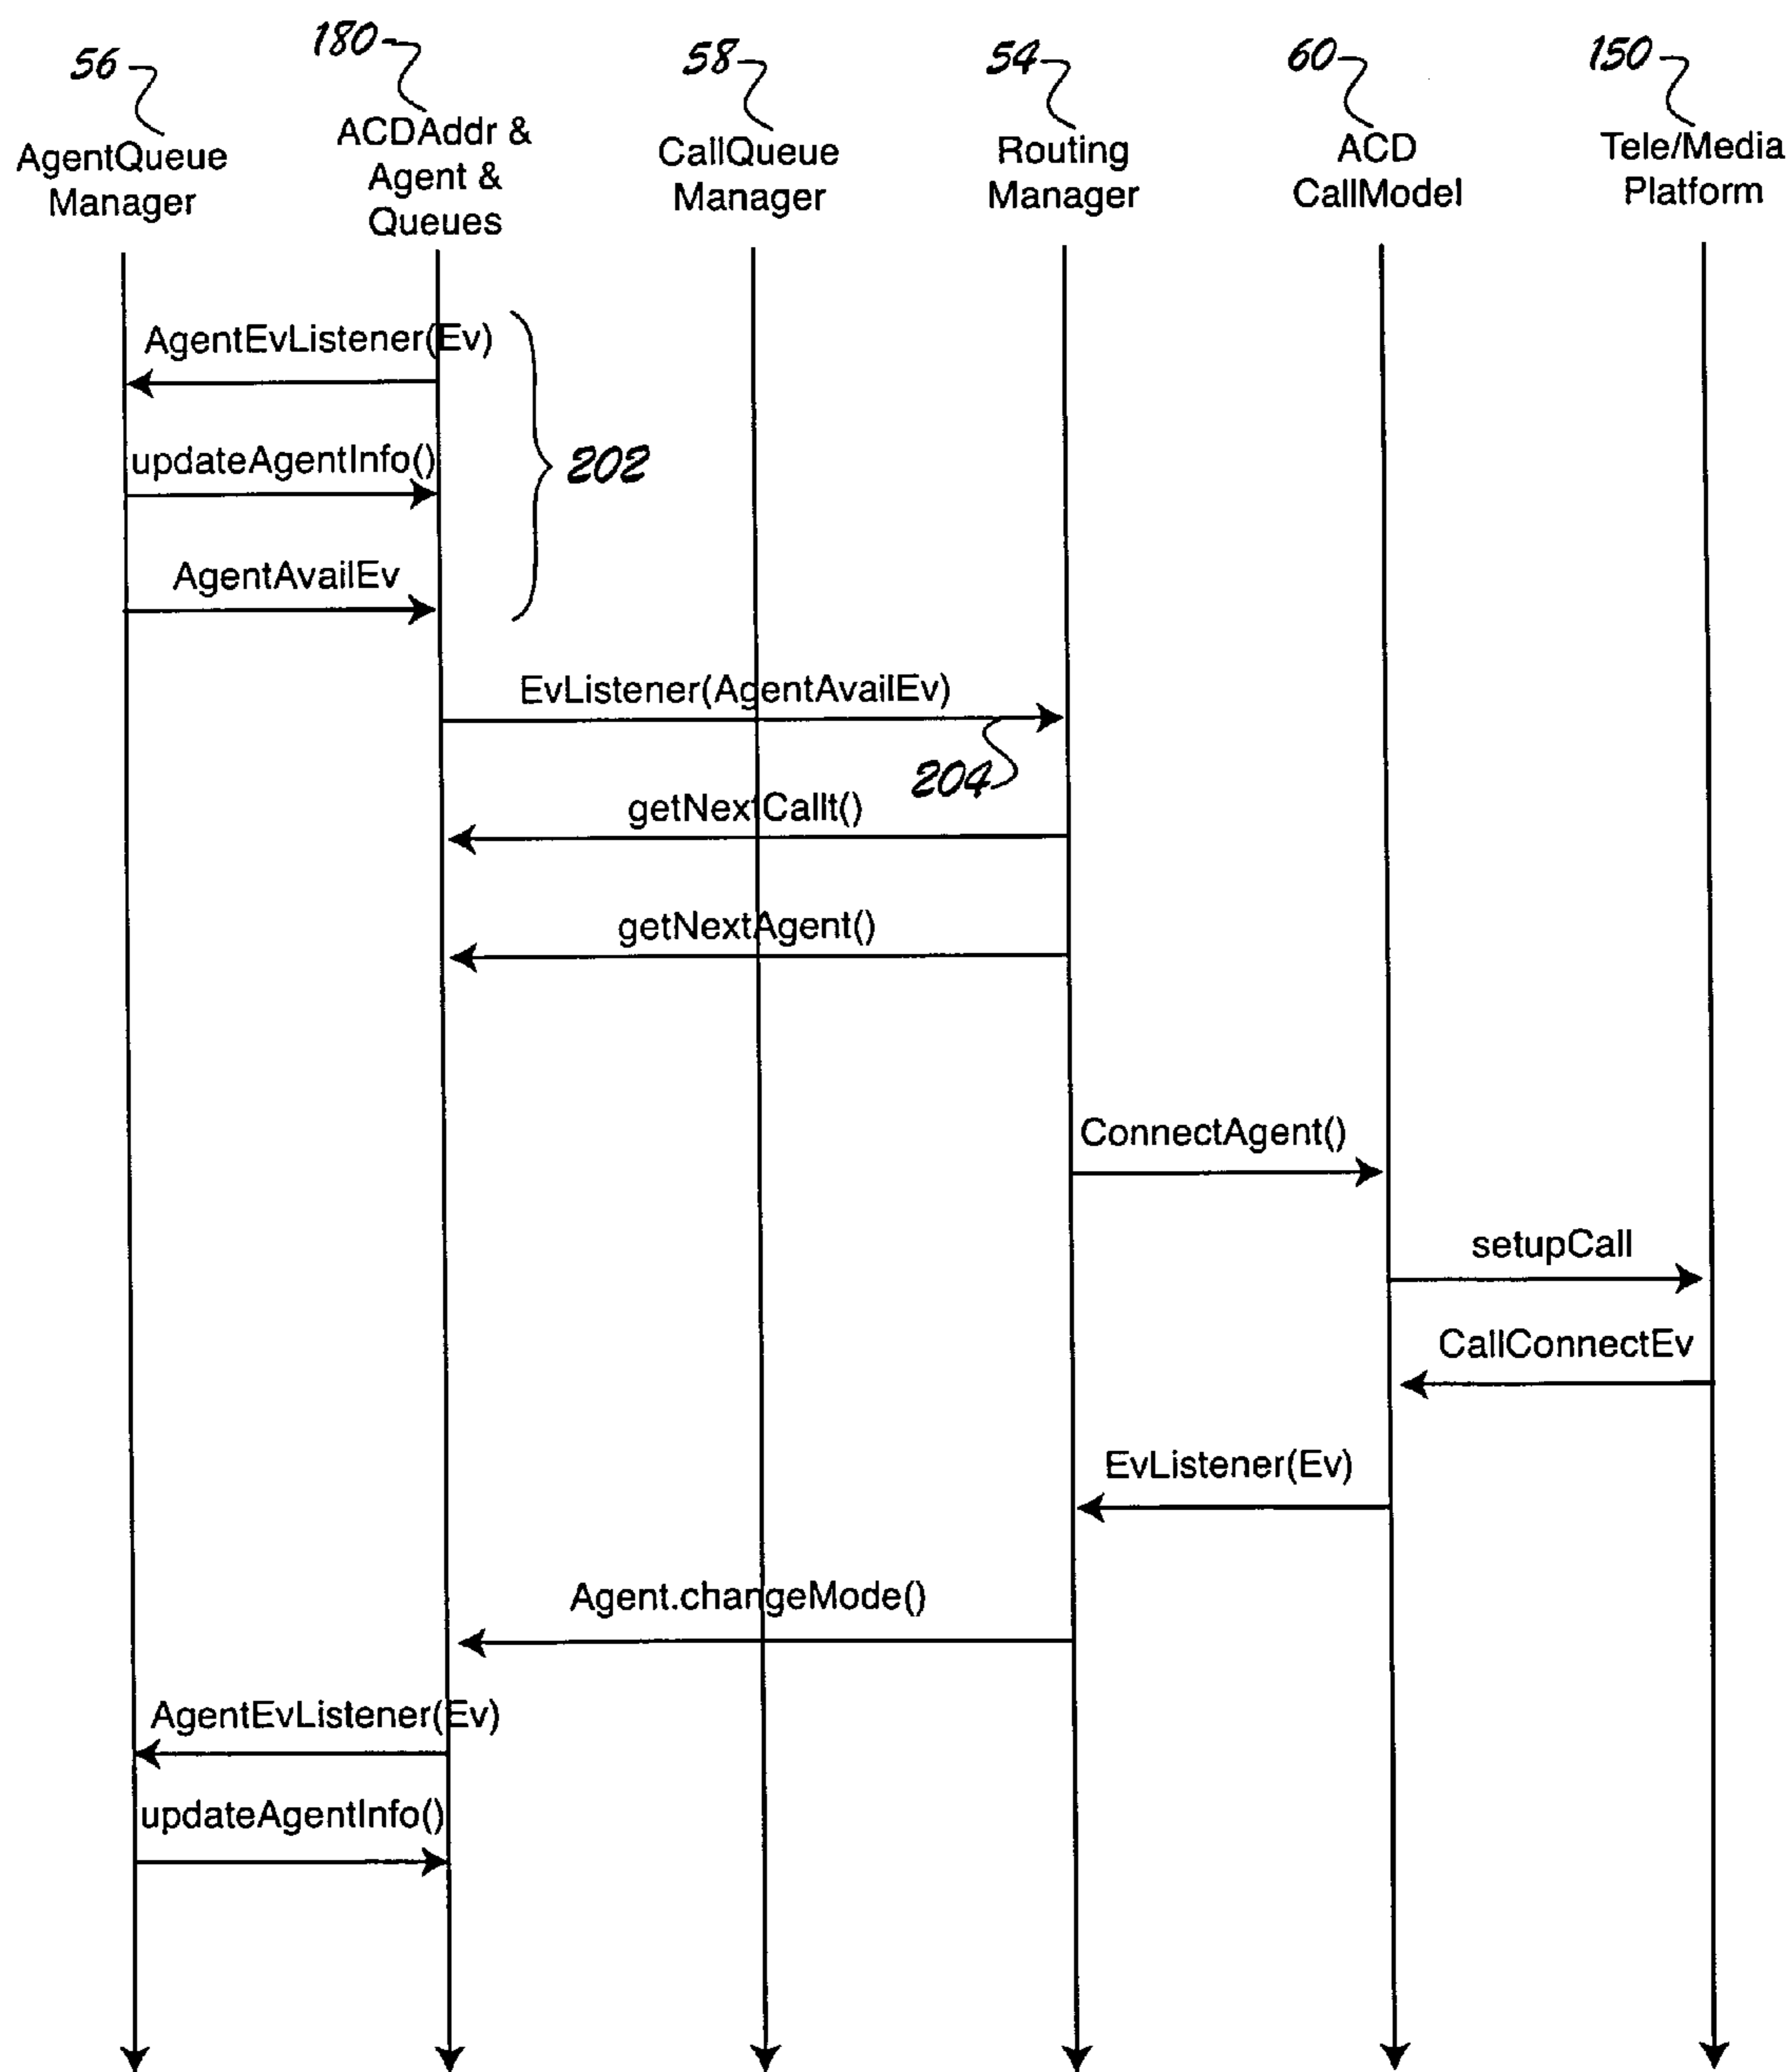 56
180
58
54
60
150
AgentQueue
Manager
ACDAddr &
Agent &
Queues
CallQueue
Manager
Routing
Manager
ACD
CallModel
Tele/Media
Platform
AgentEvListener(Ev)
updateAgentInfo()
202
AgentAvailEv
EvListener(AgentAvailEv)
204
getNextCallt()
getNextAgent()
ConnectAgent()
setupCall
CallConnectEv
EvListener(Ev)
Agent.changeMode()
AgentEvListener(Ev)
updateAgentInfo()